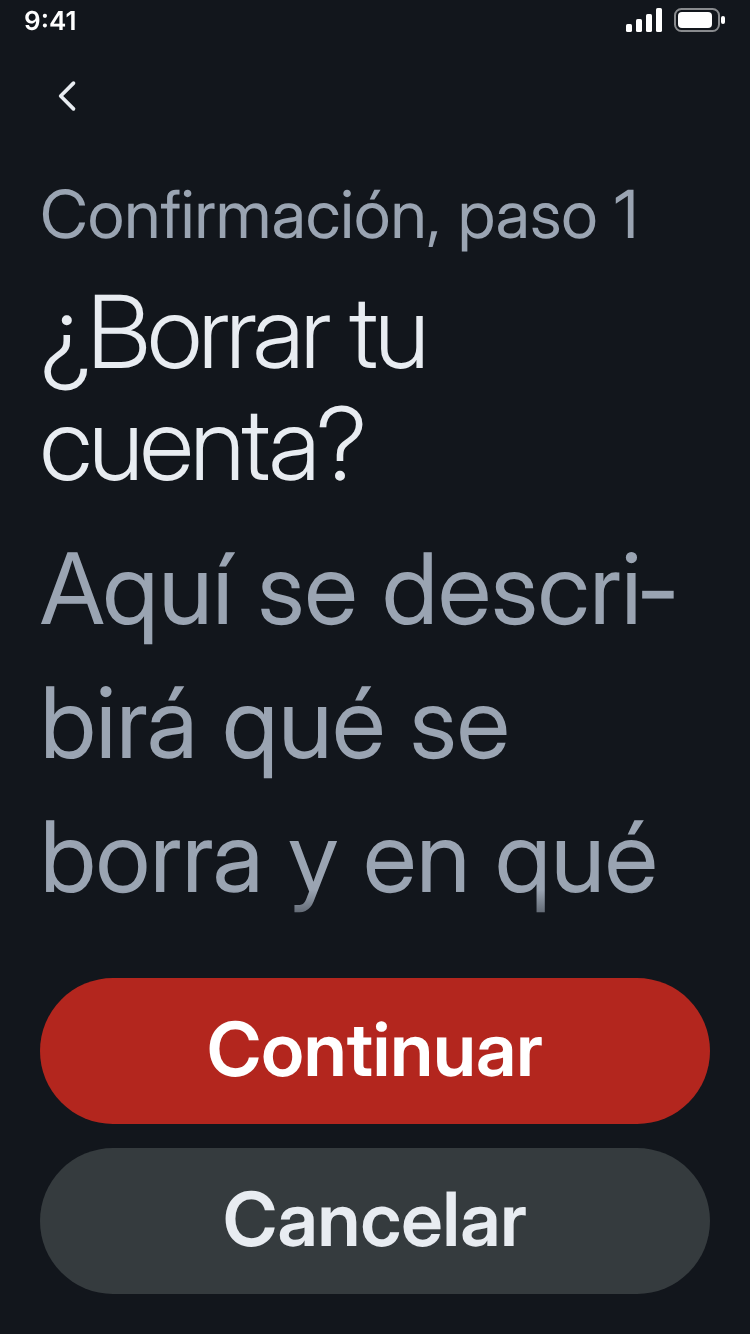 9:41
Confirmación, paso 1
¿Borrar tu
cuenta?
Aquí se descri-
birá qué se
borra y en qué
Continuar
Cancelar